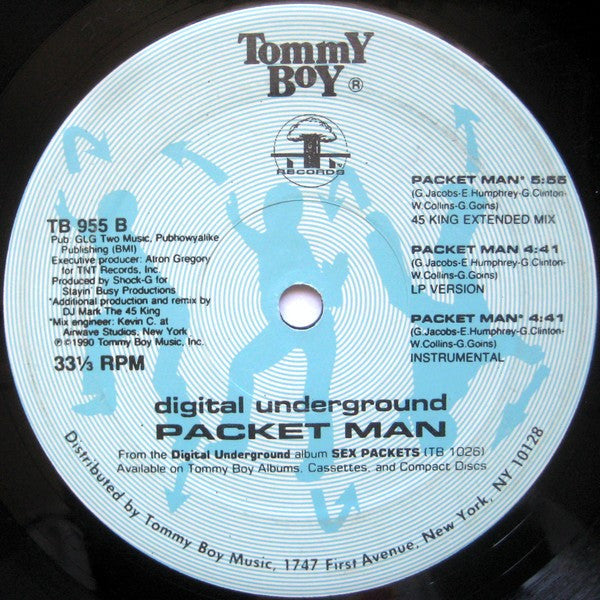 Tommy
Boy ®
TNT
RECORDS
TB 955 B
Pub. GLG Two Music, Pubhowyalike
Publishing (BMI)
Executive producer: Atron Gregory
for TNT Records, Inc.
Produced by Shock-G for
Stayin' Busy Productions
*Additional production and remix by
DJ Mark The 45 King
*Mix engineer: Kevin C. at
Airwave Studios, New York
℗©1990 Tommy Boy Music, Inc.
33⅓ RPM
PACKET MAN* 5:55
(G.Jacobs-E.Humphrey-G.Clinton-
W.Collins-G.Goins)
45 KING EXTENDED MIX
PACKET MAN 4:41
(G.Jacobs-E.Humphrey-G.Clinton-
W.Collins-G.Goins)
LP VERSION
PACKET MAN* 4:41
(G.Jacobs-E.Humphrey-G.Clinton-
W.Collins-G.Goins)
INSTRUMENTAL
digital underground
PACKET MAN
From the Digital Underground album SEX PACKETS (TB 1026)
Available on Tommy Boy Albums, Cassettes, and Compact Discs
Distributed by Tommy Boy Music, 1747 First Avenue, New York, NY 10128